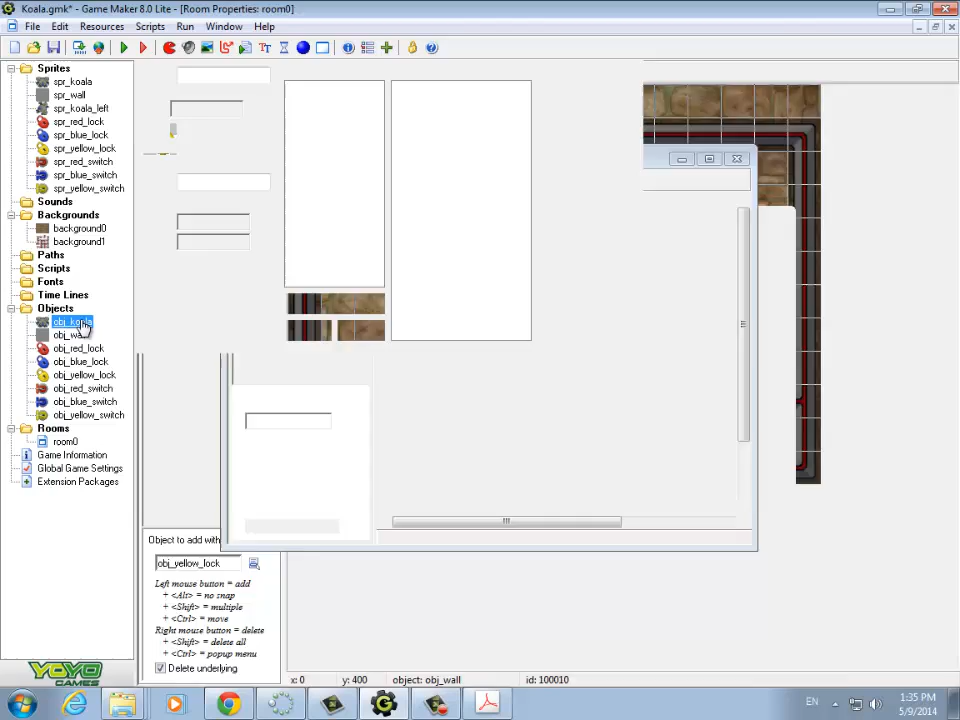 Koala.gmk* - Game Maker 8.0 Lite - [Room Properties: room0]
File Edit Resources Scripts Run Window Help
Sprites
spr_koala
spr_wall
spr_koala_left
spr_red_lock
spr_blue_lock
spr_yellow_lock
spr_red_switch
spr_blue_switch
spr_yellow_switch
Sounds
Backgrounds
background0
background1
Paths
Scripts
Fonts
Time Lines
Objects
obj_koala
obj_wall
obj_red_lock
obj_blue_lock
obj_yellow_lock
obj_red_switch
obj_blue_switch
obj_yellow_switch
Rooms
room0
Game Information
Global Game Settings
Extension Packages
Object to add with
obj_yellow_lock
Left mouse button = add
+ <Alt> = no snap
+ <Shift> = multiple
+ <Ctrl> = move
Right mouse button = delete
+ <Shift> = delete all
+ <Ctrl> = popup menu
Delete underlying
x: 0 y: 400 object: obj_wall id: 100010
YOYO
GAMES
EN
1:35 PM
5/9/2014